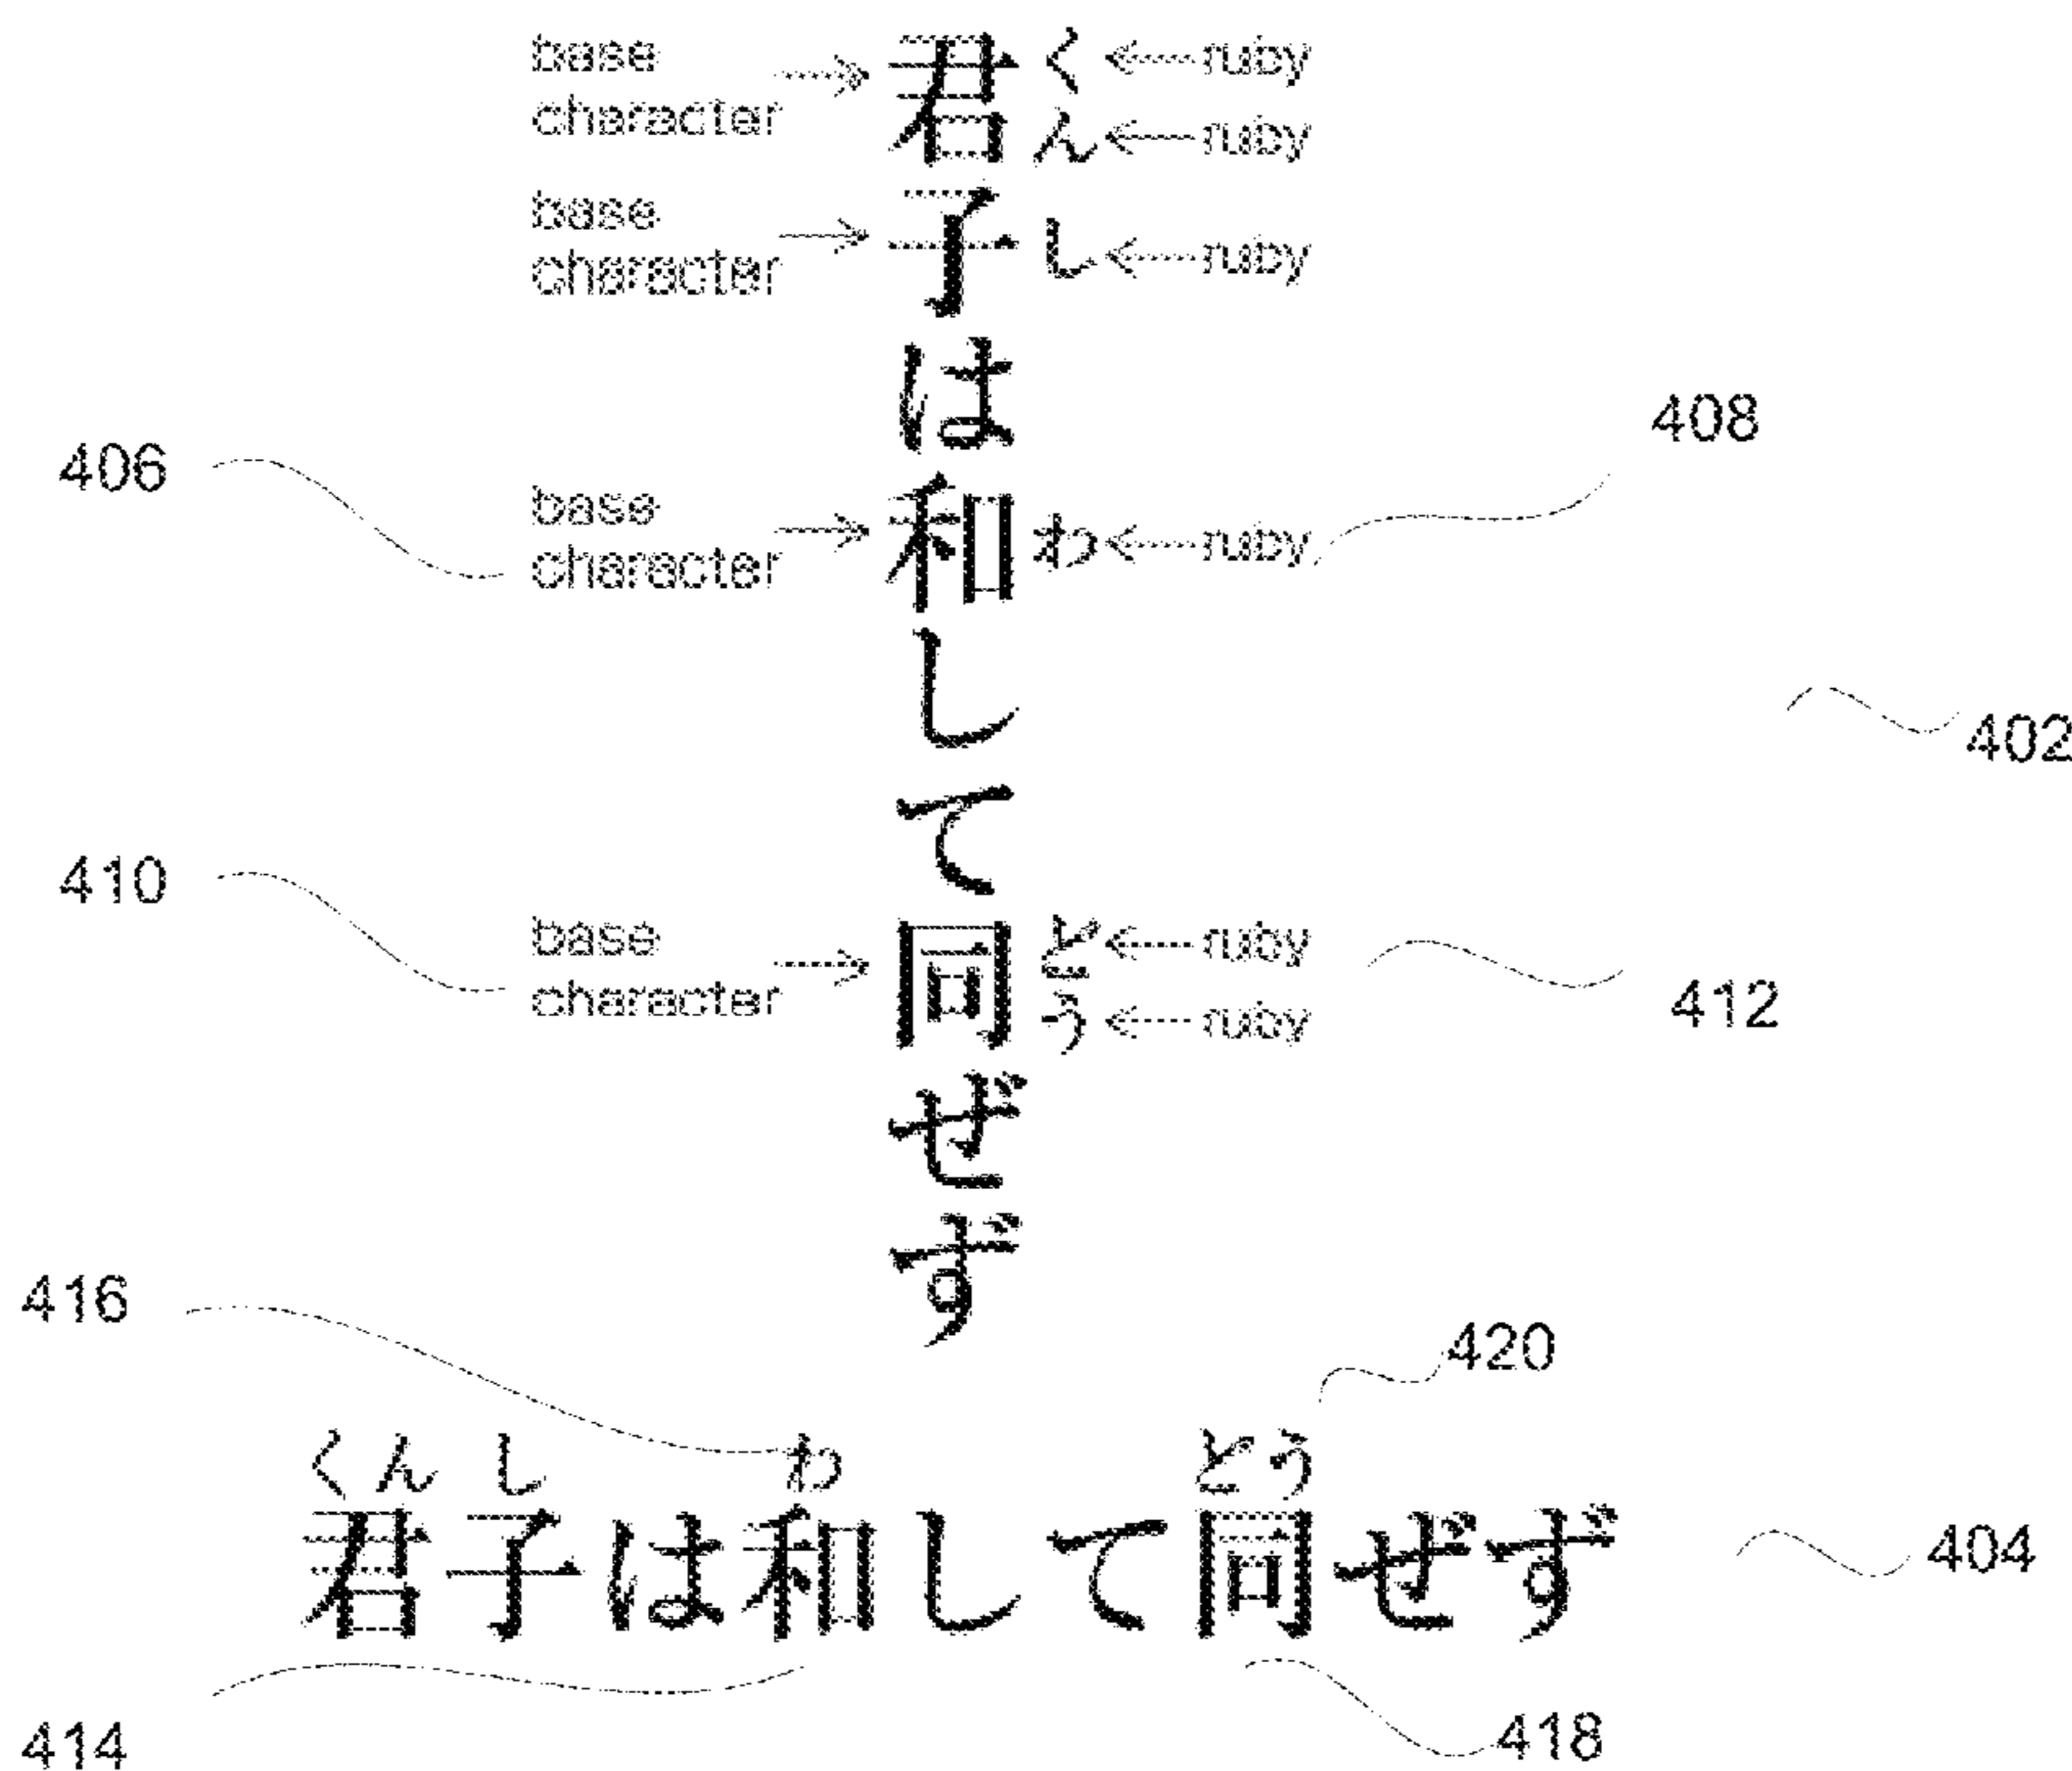 base character → 君 くん ← ruby ← ruby
base character → 子 し ← ruby
は
408
406 base character → 和 わ ← ruby
し
402
て
410 base character → 同 どう ← ruby ← ruby 412
ぜ
ず
416
420
くんし わ どう
君子は和して同ぜず 404
414 418